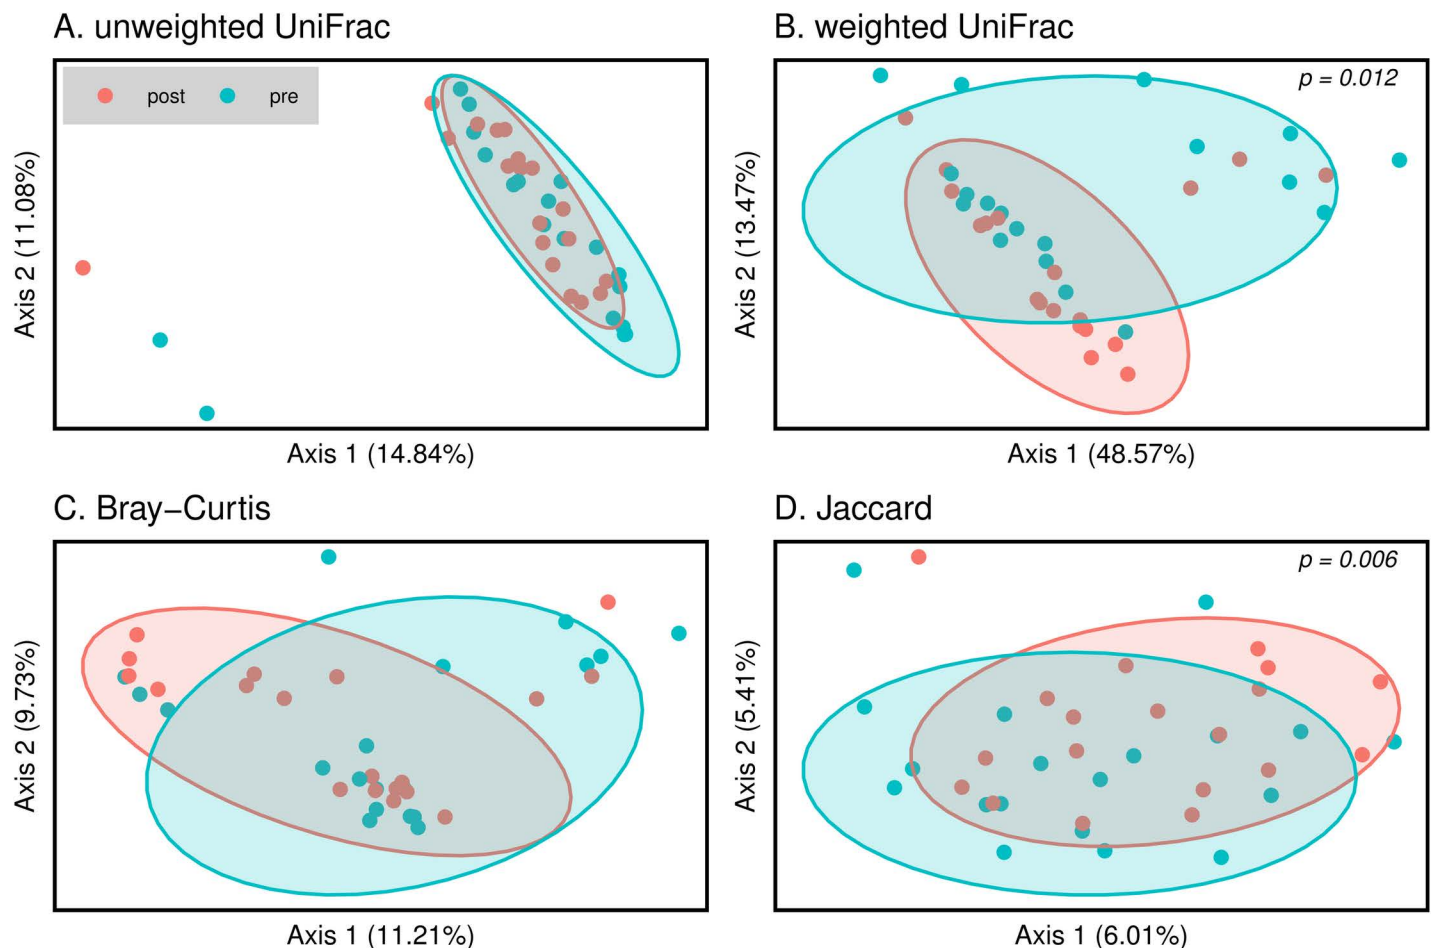 A. unweighted UniFrac
post pre
Axis 2 (11.08%)
Axis 1 (14.84%)
B. weighted UniFrac
p = 0.012
Axis 2 (13.47%)
Axis 1 (48.57%)
C. Bray−Curtis
Axis 2 (9.73%)
Axis 1 (11.21%)
D. Jaccard
p = 0.006
Axis 2 (5.41%)
Axis 1 (6.01%)